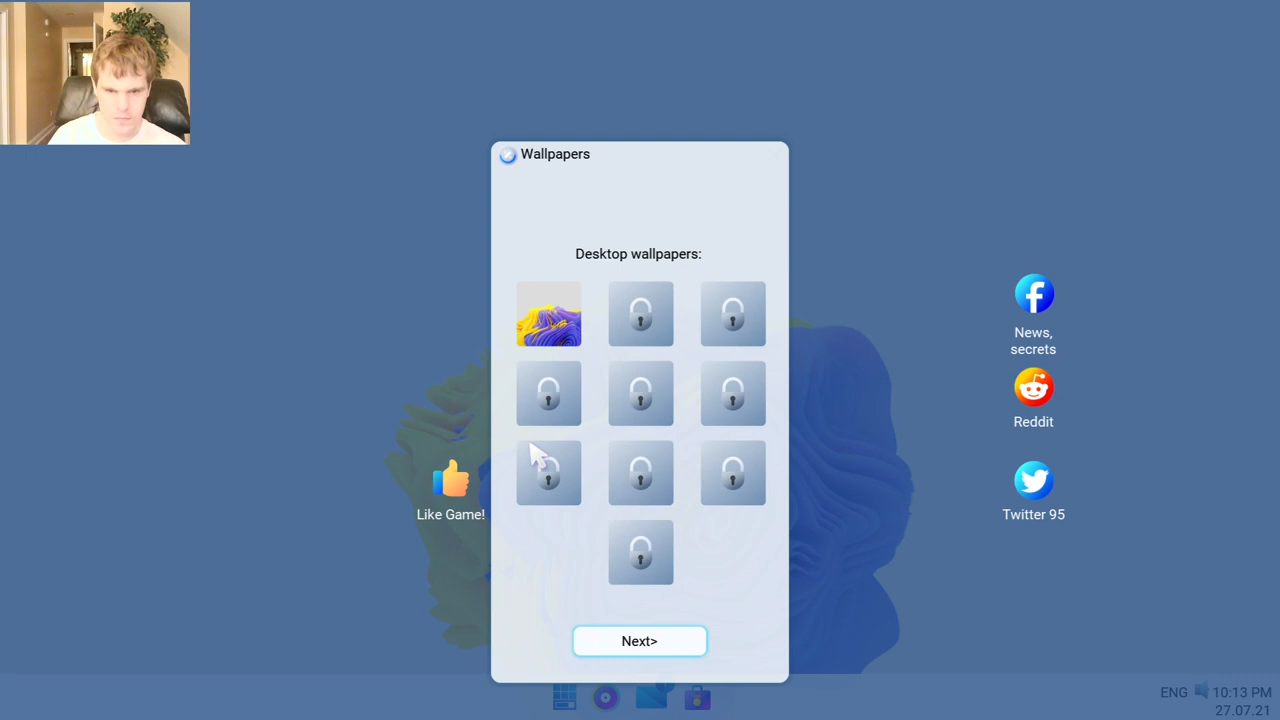 Wallpapers
Desktop wallpapers:
News,
secrets
Reddit
Like Game!
Twitter 95
Next>
ENG 10:13 PM
27.07.21